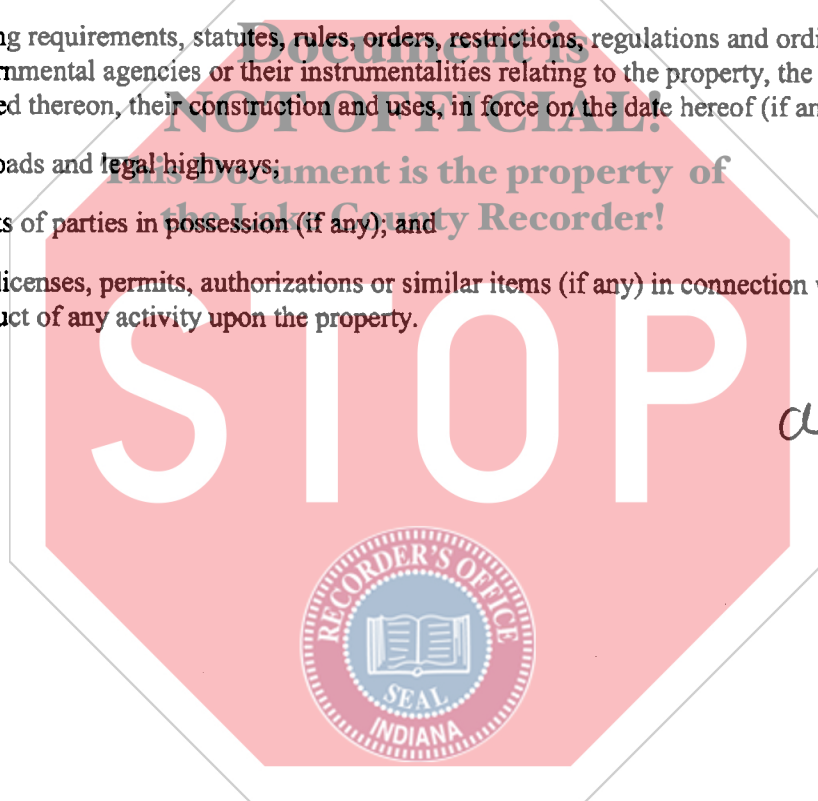 Document is
ng requirements, statutes, rules, orders, restrictions, regulations and ordi
rnmental agencies or their instrumentalities relating to the property, the
ed thereon, their construction and uses, in force on the date hereof (if an
NOT OFFICIAL!
oads and legal highways;
This Document is the property of
s of parties in possession (if any); and
the Lake County Recorder!
licenses, permits, authorizations or similar items (if any) in connection
uct of any activity upon the property.
STOP
RECORDER'S OFFICE
SEAL
INDIANA